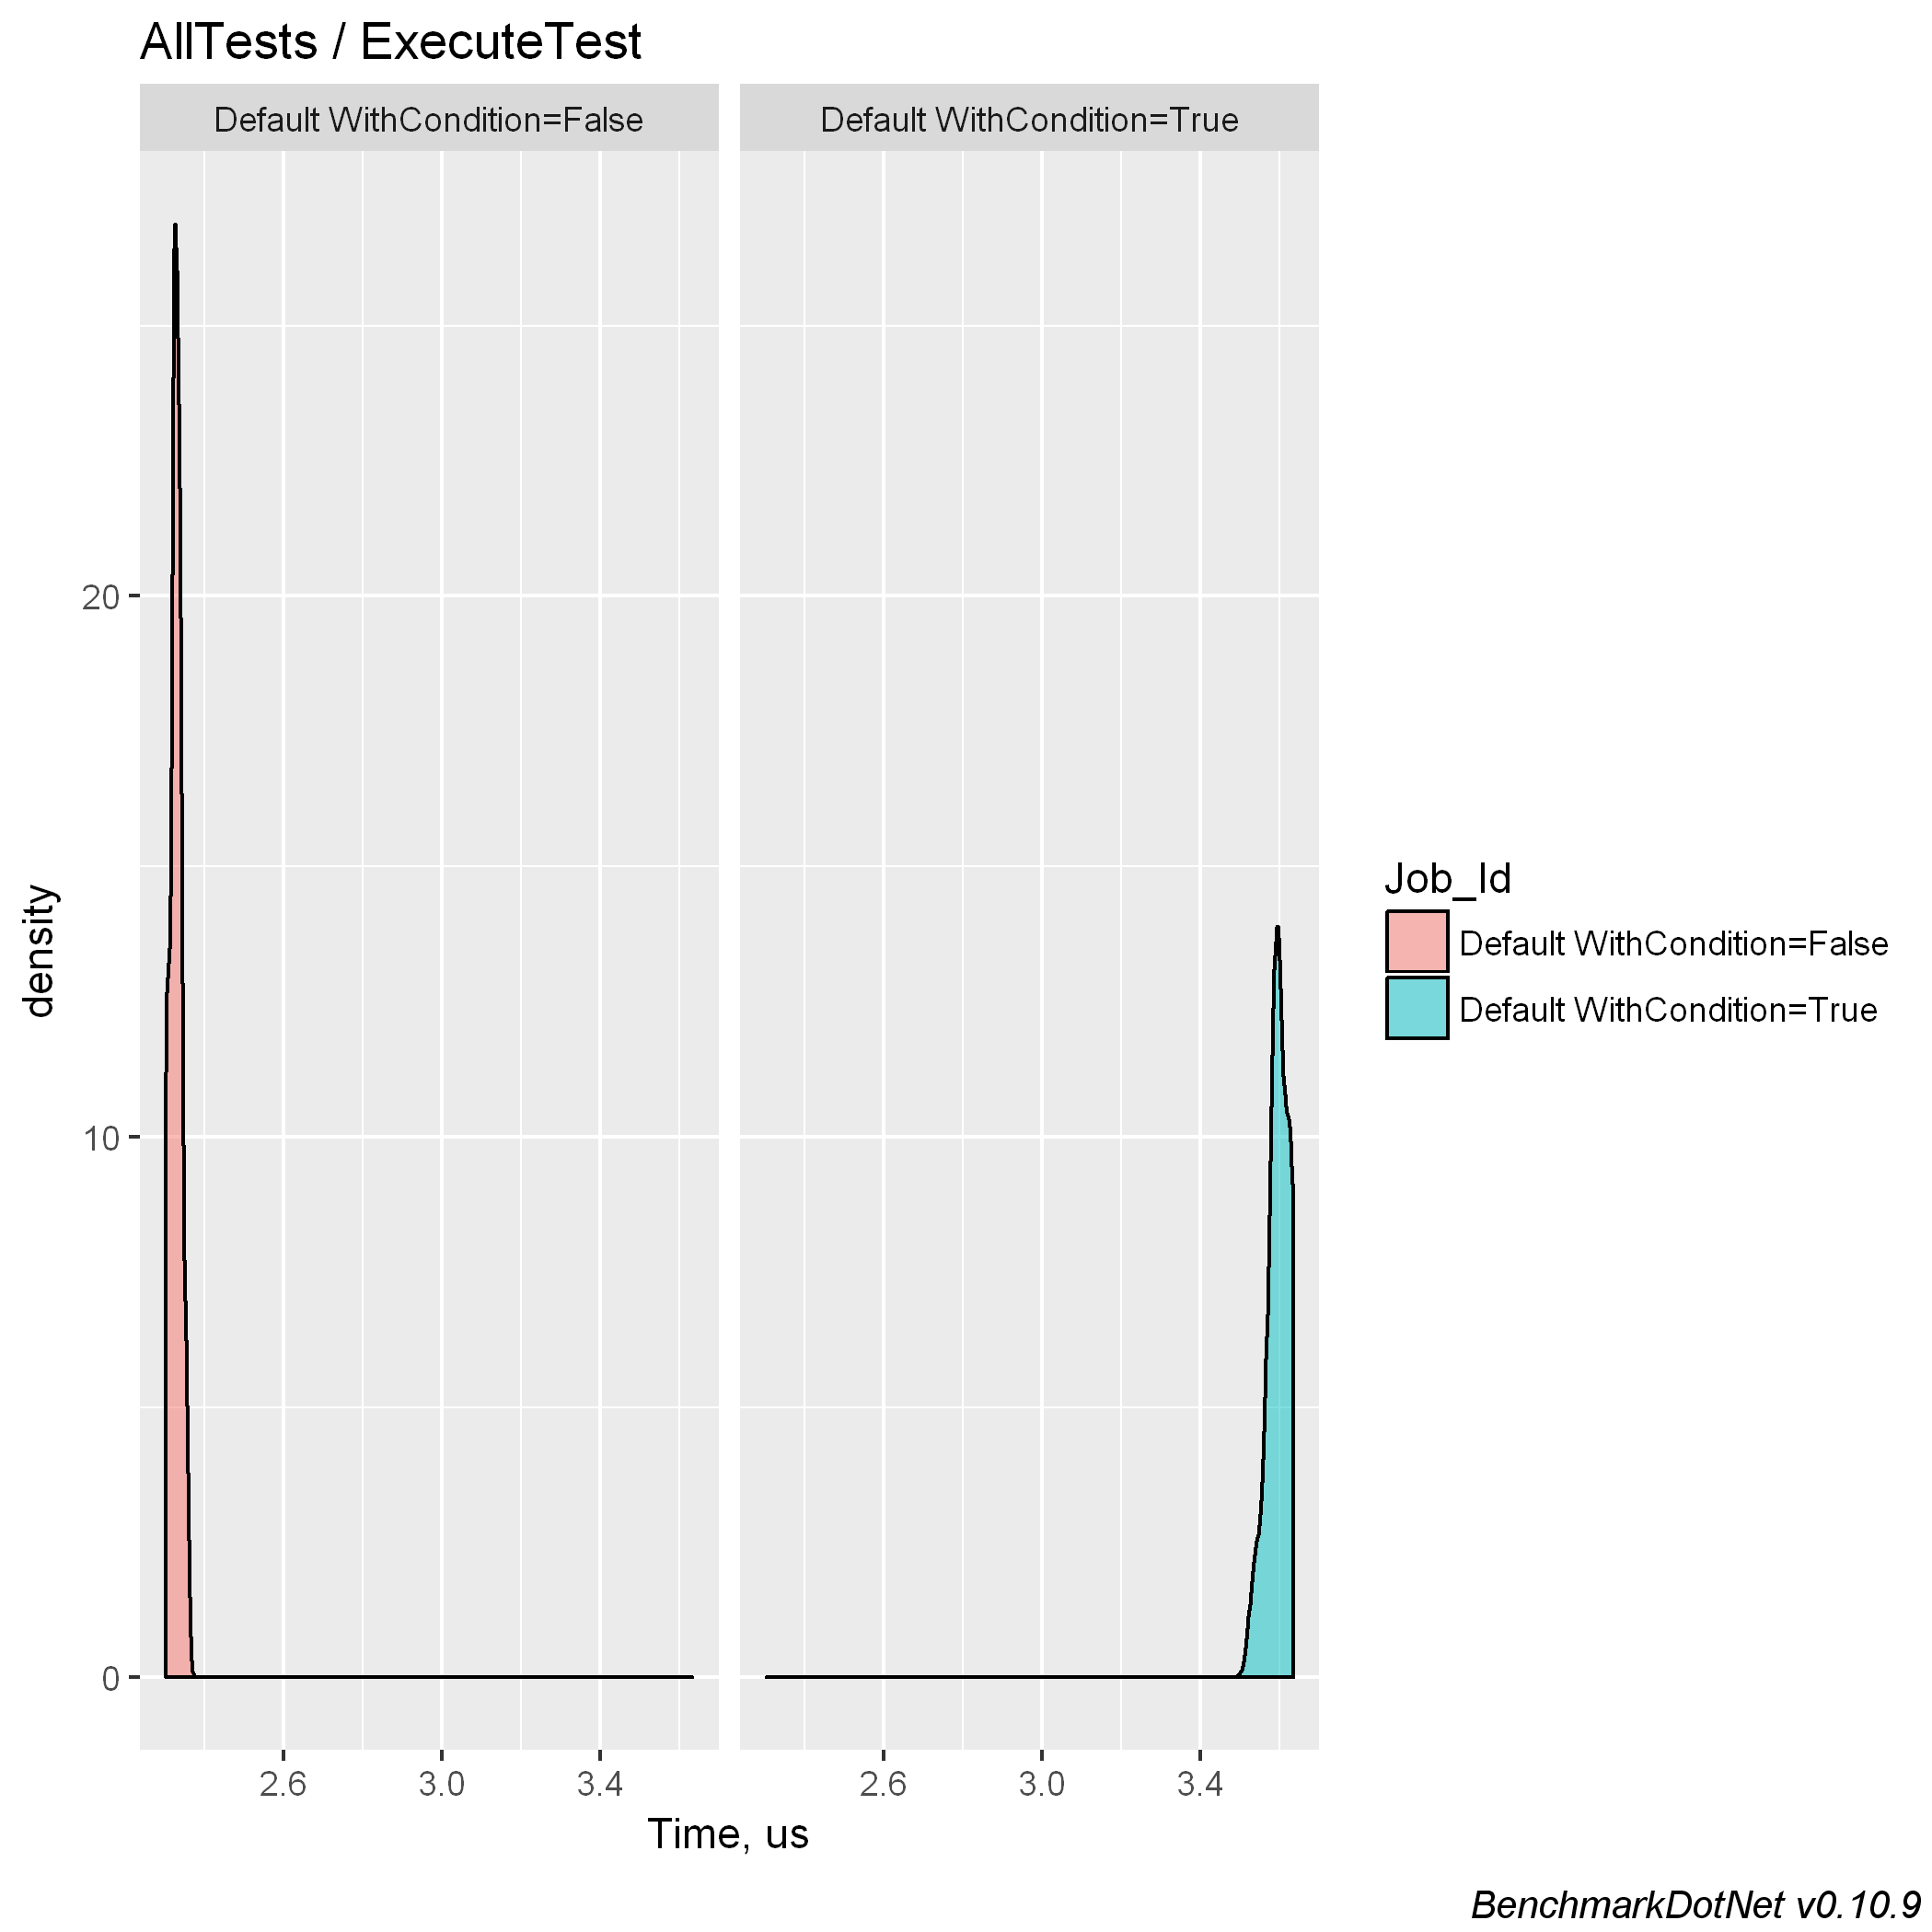 AllTests / ExecuteTest
Default WithCondition=False
Default WithCondition=True
density
20
10
0
2.6
3.0
3.4
2.6
3.0
3.4
Time, us
Job_Id
Default WithCondition=False
Default WithCondition=True
BenchmarkDotNet v0.10.9